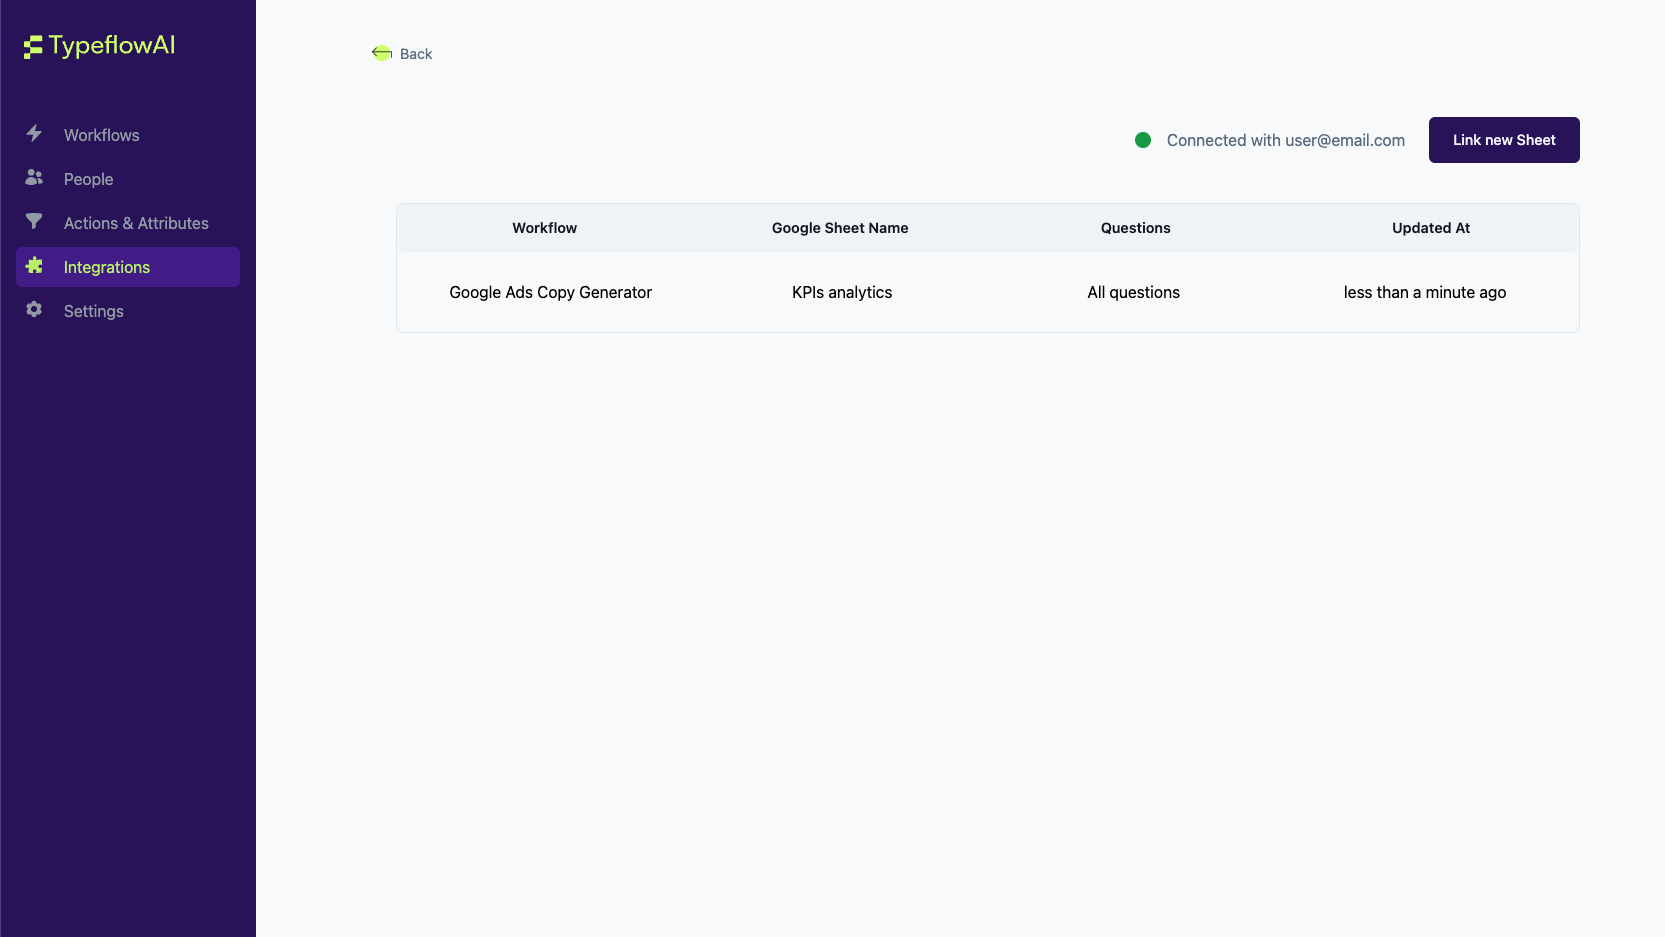 TypeflowAI
Workflows
People
Actions & Attributes
Integrations
Settings
Back
Connected with user@email.com
Link new Sheet
Workflow Google Sheet Name Questions Updated At
Google Ads Copy Generator KPIs analytics All questions less than a minute ago